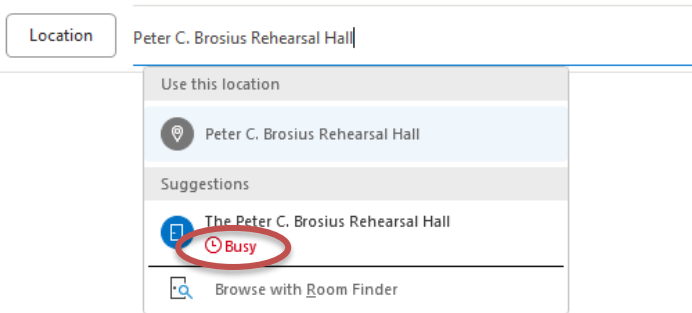 Location Peter C. Brosius Rehearsal Hall
Use this location
Peter C. Brosius Rehearsal Hall
Suggestions
The Peter C. Brosius Rehearsal Hall
Busy
Browse with Room Finder